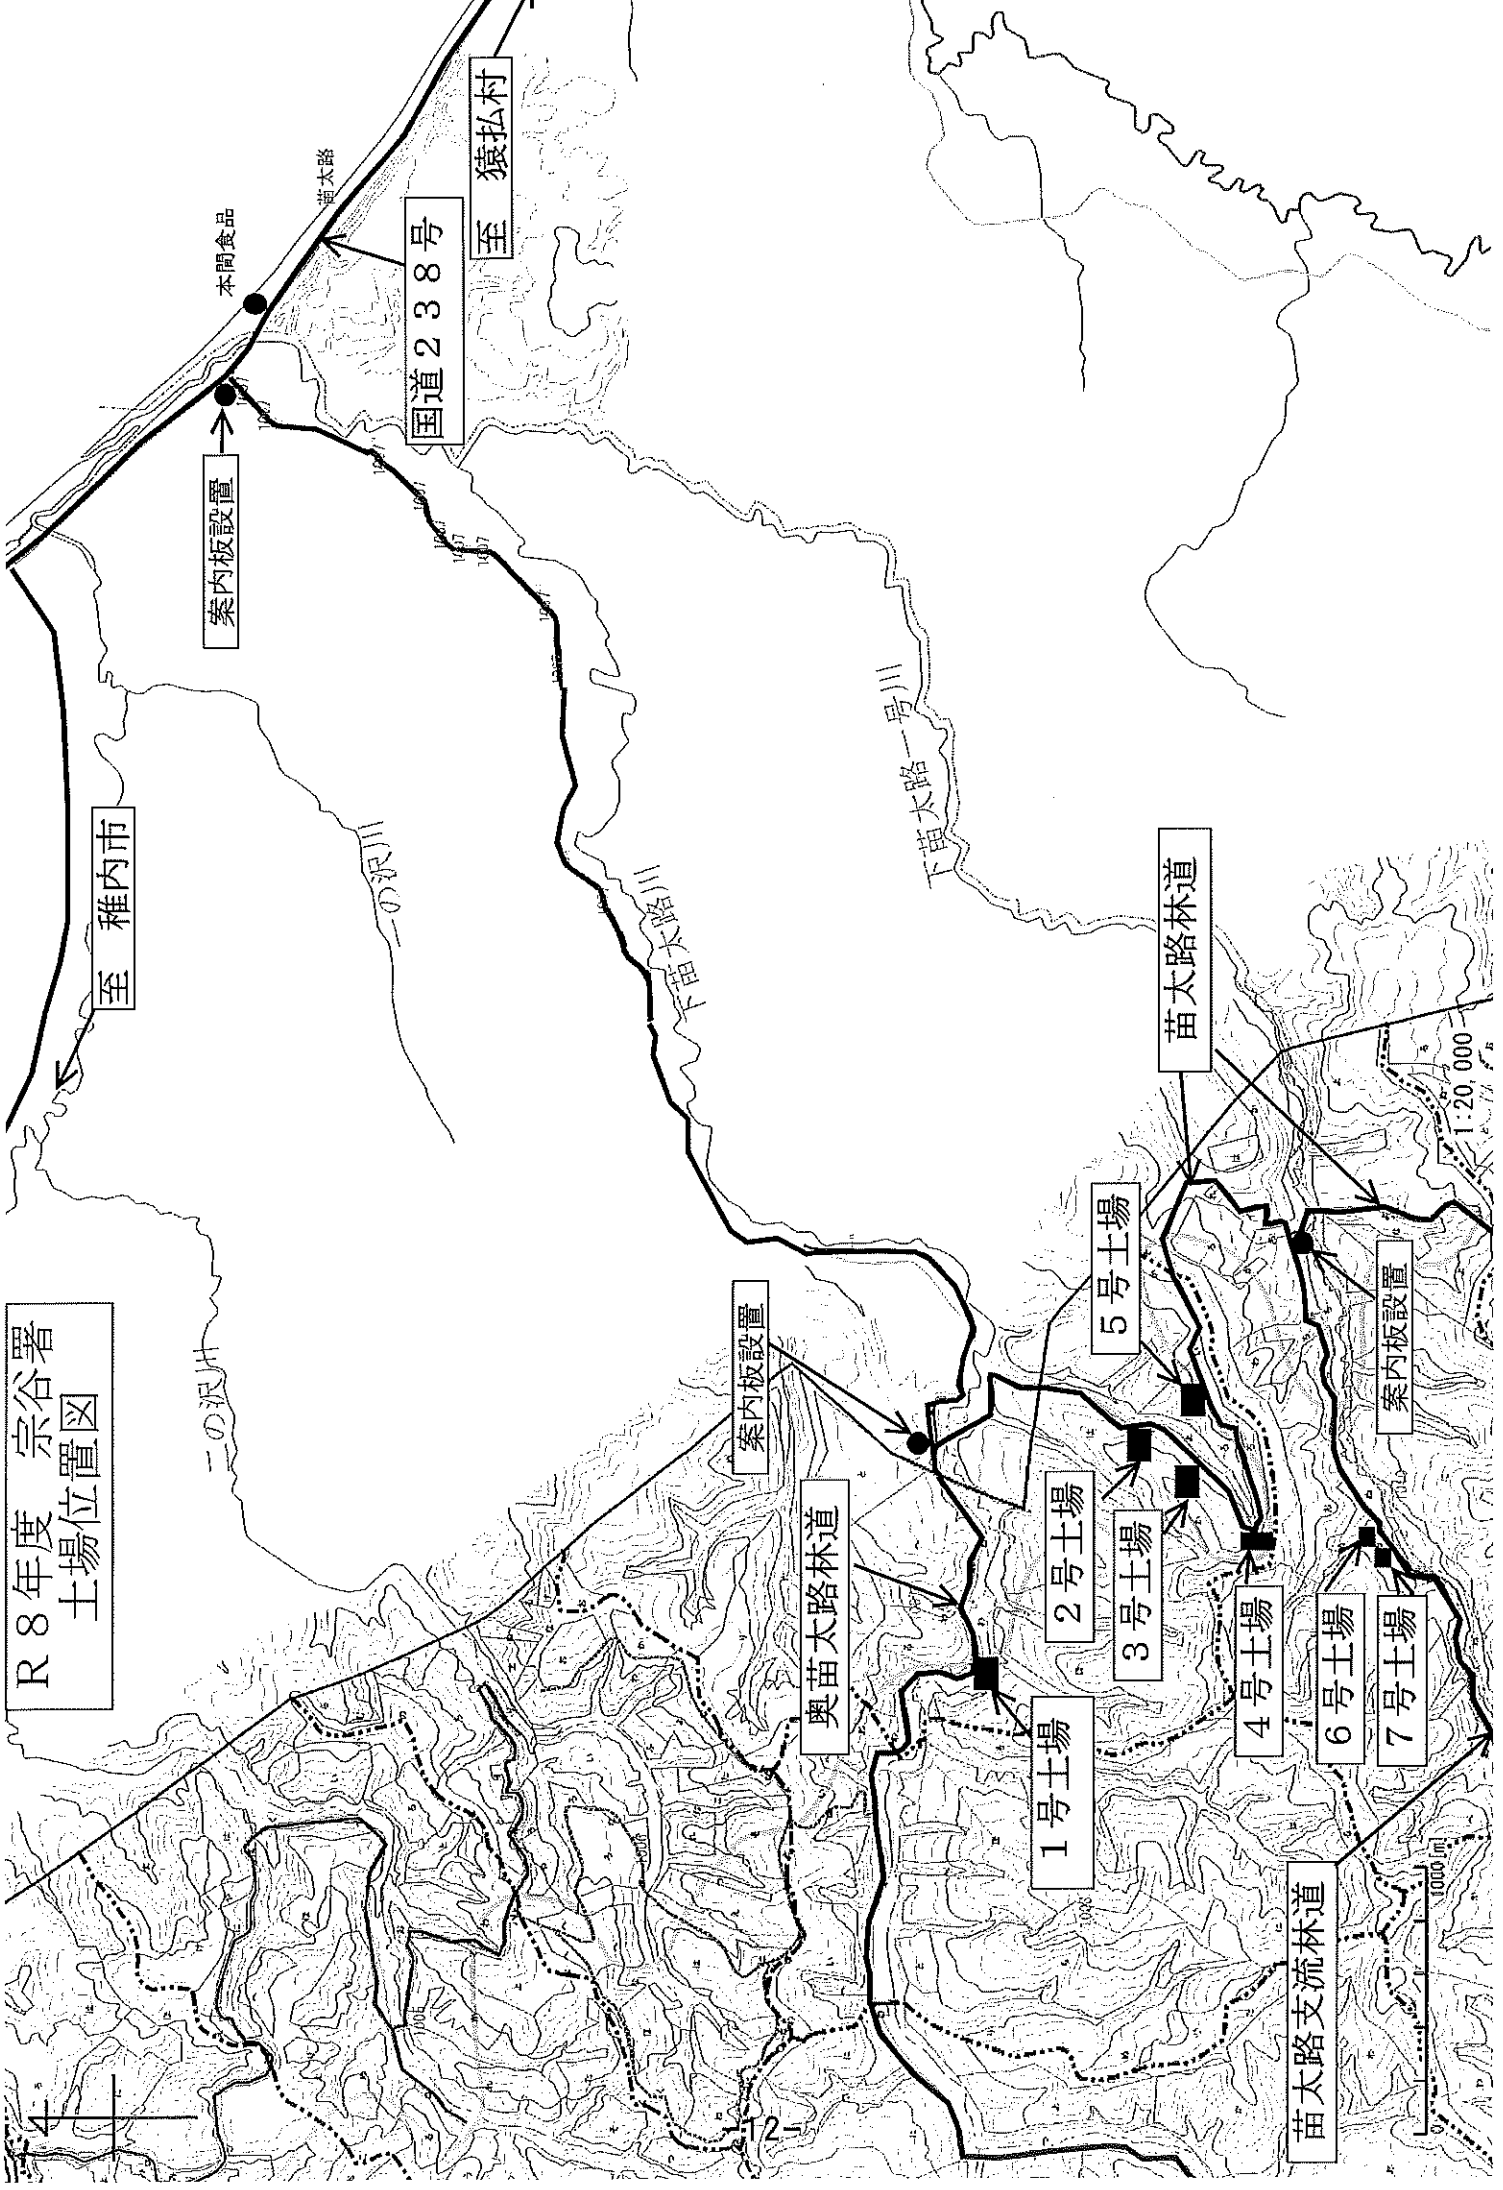 R8年度 宗谷署
土場位置図
至 稚内市
案内板設置
本間食品
苗太路
国道238号
至 猿払村
一の沢川
二の沢川
下苗太路川
下苗太路一号川
案内板設置
奥苗太路林道
1号土場
2号土場
3号土場
4号土場
5号土場
6号土場
7号土場
苗太路林道
案内板設置
苗太路支流林道
1:20,000
0
1000[m]
-12-